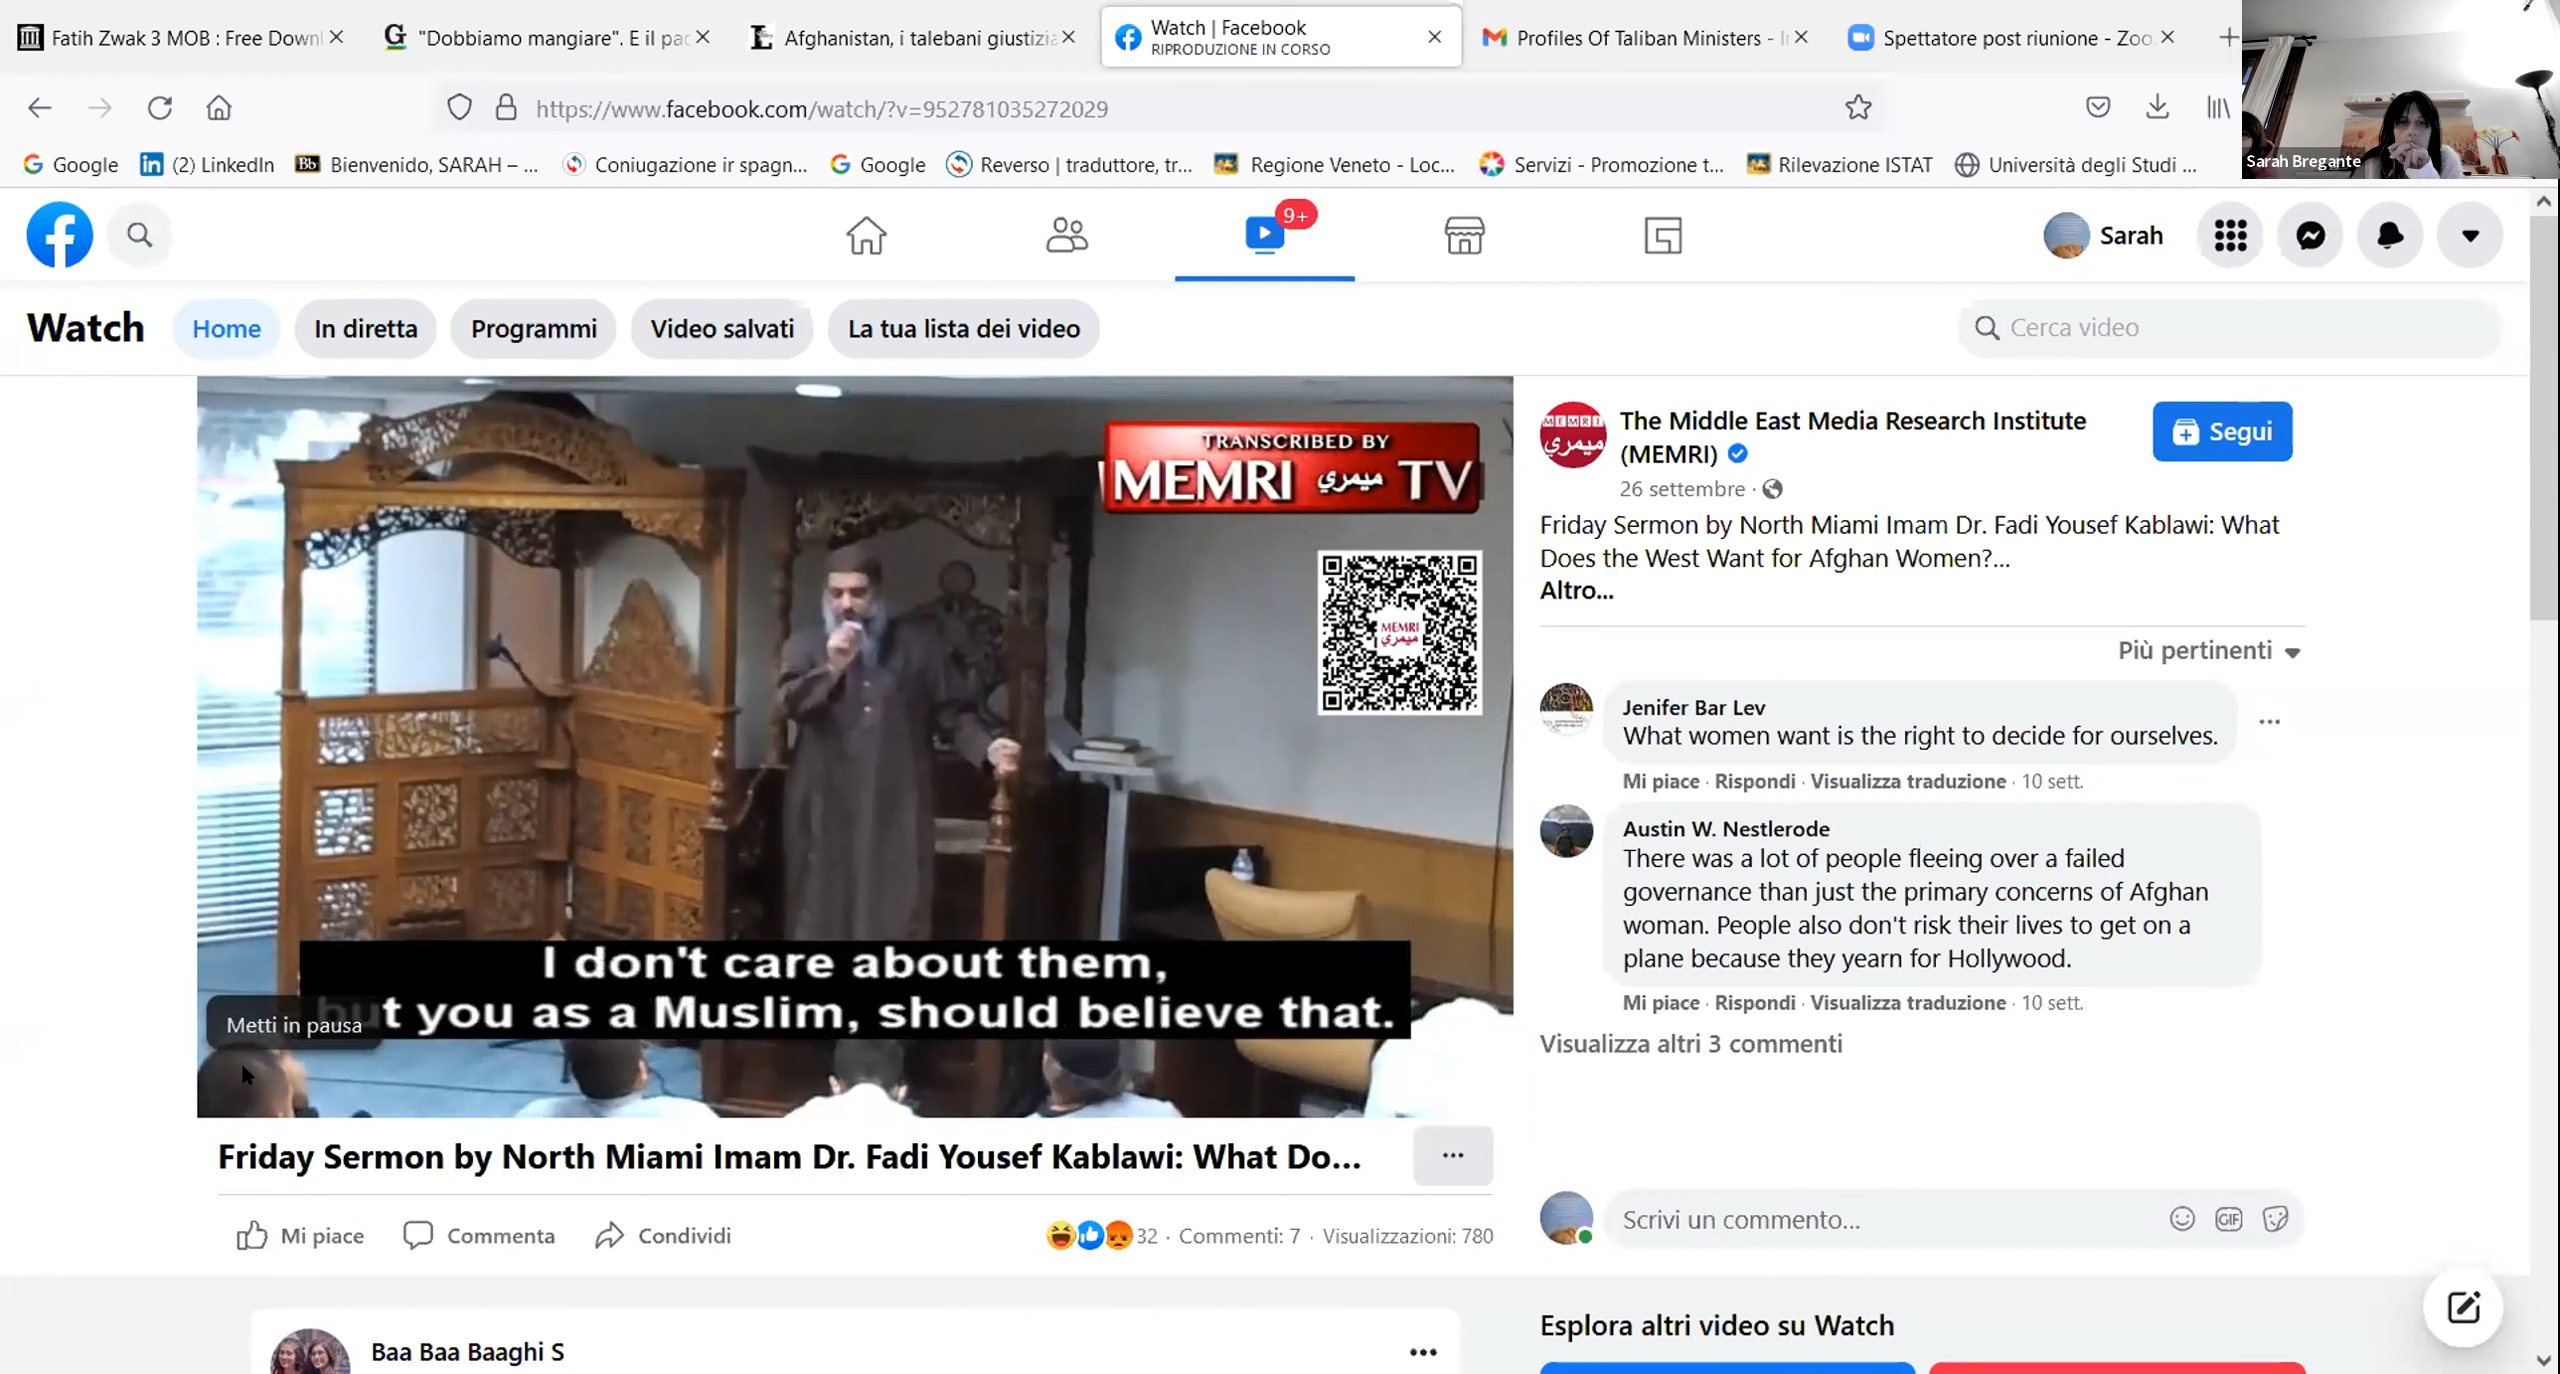 Fatih Zwak 3 MOB : Free Down
"Dobbiamo mangiare". E il pa
Afghanistan, i talebani giustizia
Watch | Facebook
RIPRODUZIONE IN CORSO
Profiles Of Taliban Ministers -
Spettatore post riunione - Zoo
https://www.facebook.com/watch/?v=952781035272029
Google
(2) LinkedIn
Bb
Bienvenido, SARAH – ...
Coniugazione ir spagn...
Google
Reverso | traduttore, tr...
Regione Veneto - Loc...
Servizi - Promozione t...
Rilevazione ISTAT
Università degli Studi ...
Sarah Bregante
9+
Sarah
Watch
Home
In diretta
Programmi
Video salvati
La tua lista dei video
Cerca video
TRANSCRIBED BY
MEMRI ميمري TV
MEMRI
ميمري
I don't care about them,
but you as a Muslim, should believe that.
Metti in pausa
Friday Sermon by North Miami Imam Dr. Fadi Yousef Kablawi: What Do...
...
Mi piace
Commenta
Condividi
32 · Commenti: 7 · Visualizzazioni: 780
Baa Baa Baaghi S
MEMRI
ميمري
The Middle East Media Research Institute
(MEMRI)
26 settembre ·
Segui
Friday Sermon by North Miami Imam Dr. Fadi Yousef Kablawi: What
Does the West Want for Afghan Women?...
Altro...
Più pertinenti
Jenifer Bar Lev
What women want is the right to decide for ourselves.
Mi piace · Rispondi · Visualizza traduzione · 10 sett.
Austin W. Nestlerode
There was a lot of people fleeing over a failed
governance than just the primary concerns of Afghan
woman. People also don't risk their lives to get on a
plane because they yearn for Hollywood.
Mi piace · Rispondi · Visualizza traduzione · 10 sett.
Visualizza altri 3 commenti
Scrivi un commento...
GIF
Esplora altri video su Watch